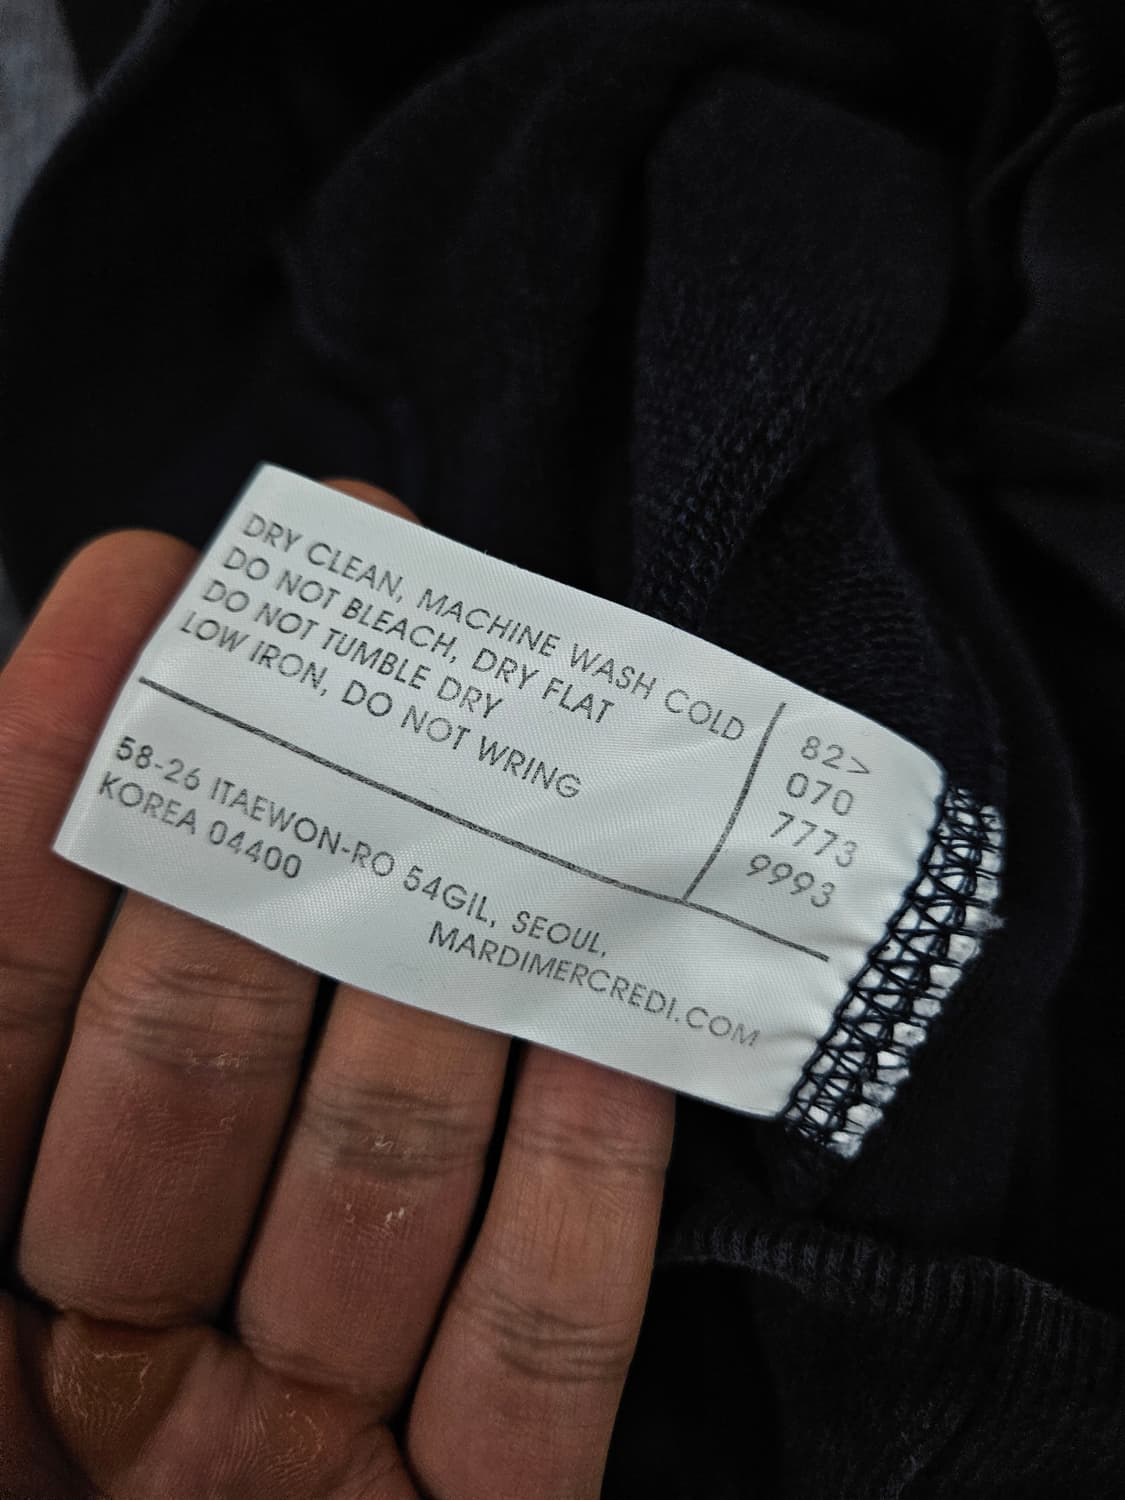 DRY CLEAN, MACHINE WASH COLD
DO NOT BLEACH, DRY FLAT
DO NOT TUMBLE DRY
LOW IRON, DO NOT WRING
82>
070
7773
9993
58-26 ITAEWON-RO 54GIL, SEOUL,
KOREA 04400
MARDIMERCREDI.COM